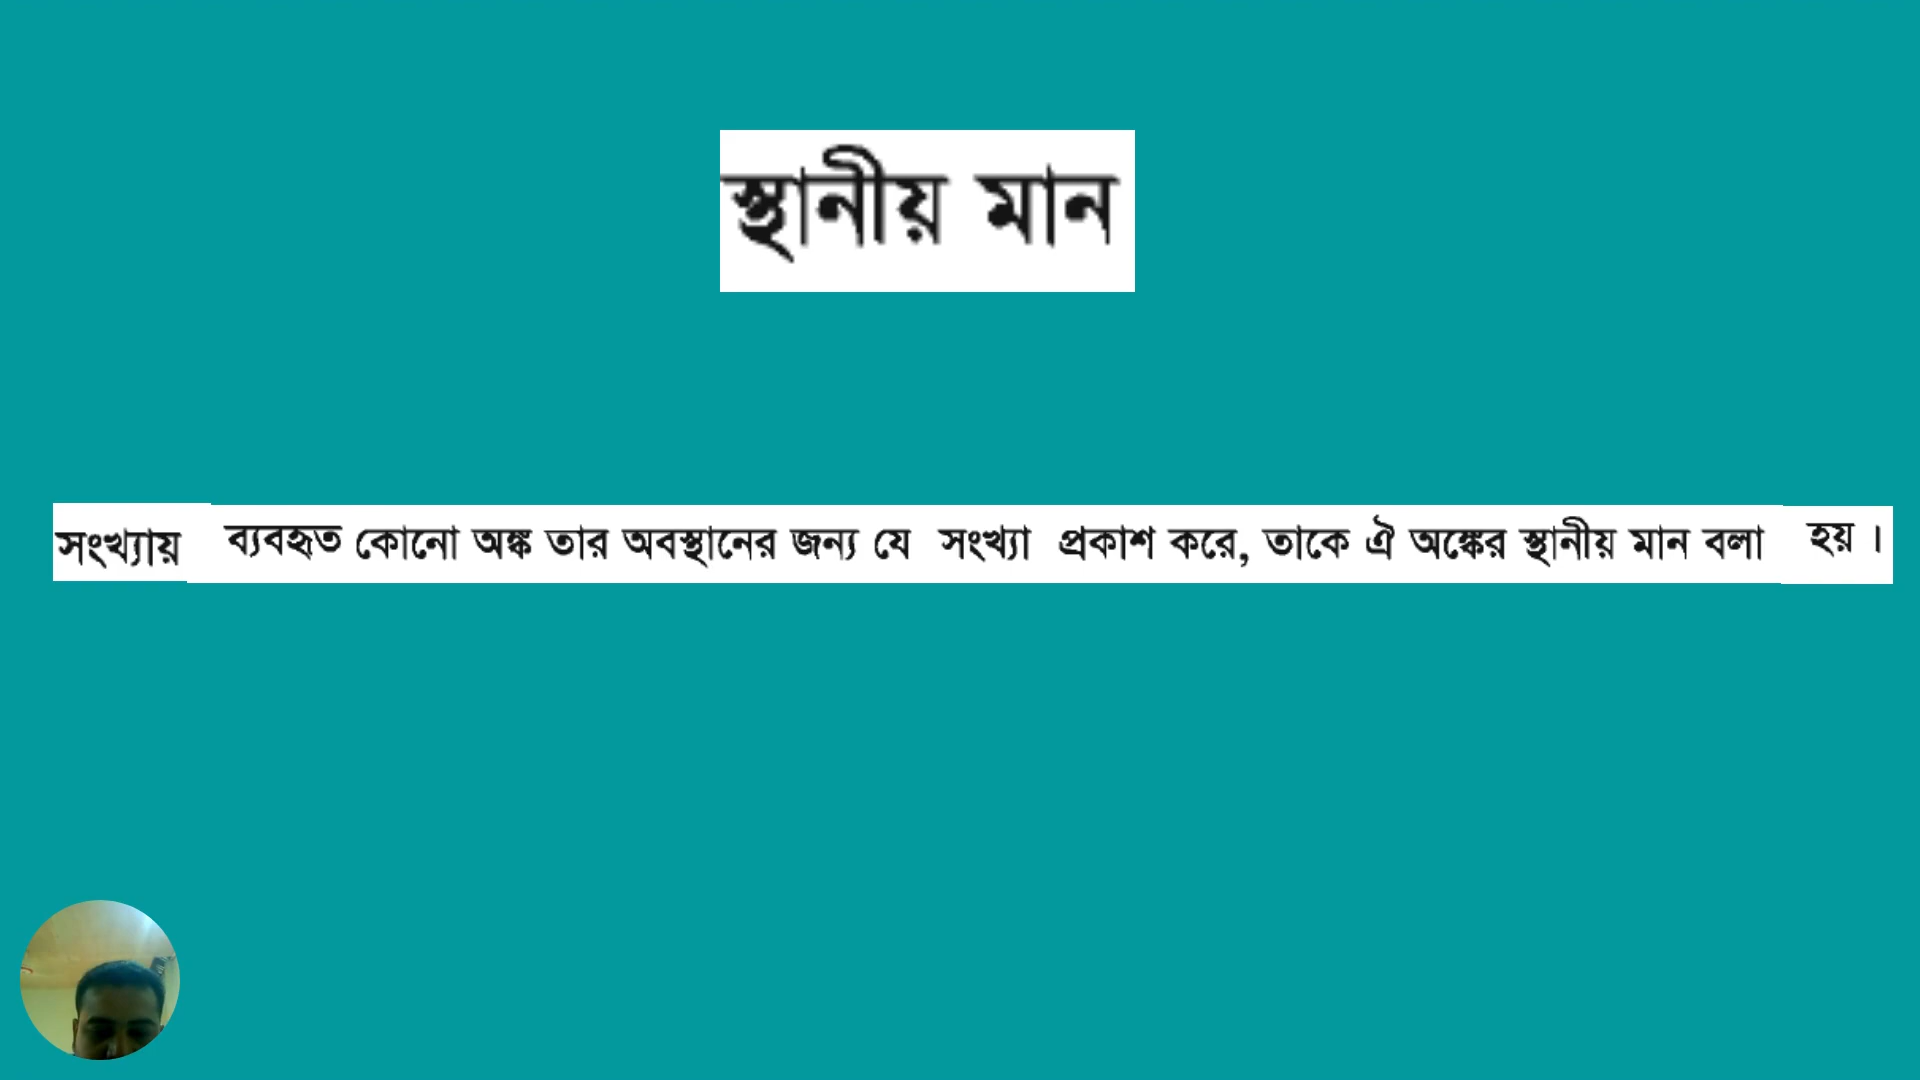 স্থানীয় মান
সংখ্যায় ব্যবহৃত কোনো অঙ্ক তার অবস্থানের জন্য যে সংখ্যা প্রকাশ করে, তাকে ঐ অঙ্কের স্থানীয় মান বলা হয় ।